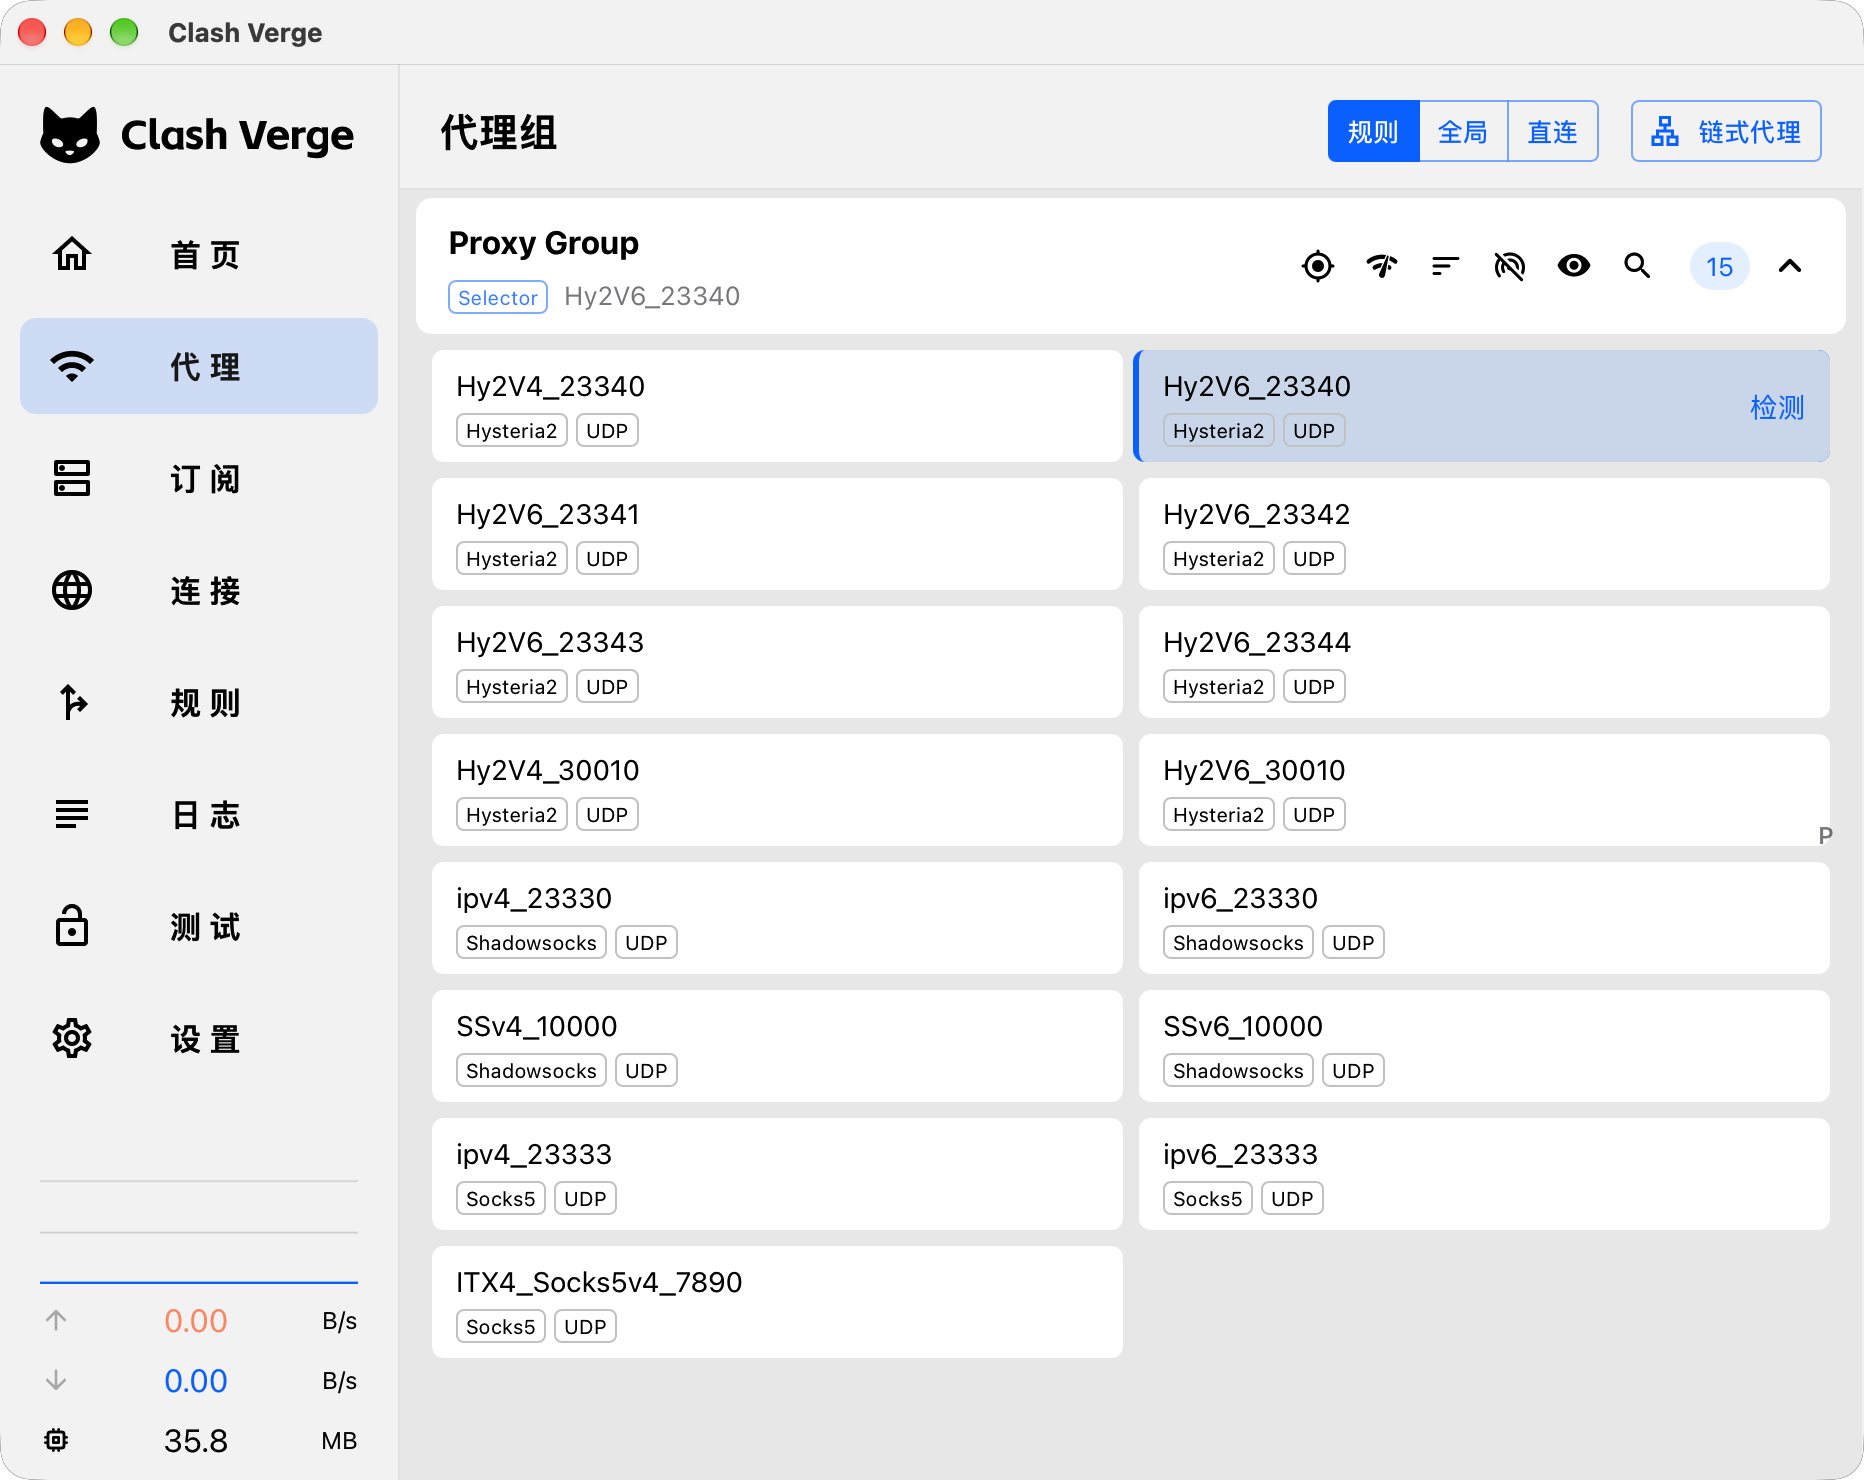 Clash Verge
Clash Verge
首页
代理
订阅
连接
规则
日志
测试
设置
0.00 B/s
0.00 B/s
35.8 MB
代理组
规则 全局 直连 链式代理
Proxy Group
Selector Hy2V6_23340
15
Hy2V4_23340
Hysteria2 UDP
Hy2V6_23340
Hysteria2 UDP
检测
Hy2V6_23341
Hysteria2 UDP
Hy2V6_23342
Hysteria2 UDP
Hy2V6_23343
Hysteria2 UDP
Hy2V6_23344
Hysteria2 UDP
Hy2V4_30010
Hysteria2 UDP
Hy2V6_30010
Hysteria2 UDP
P
ipv4_23330
Shadowsocks UDP
ipv6_23330
Shadowsocks UDP
SSv4_10000
Shadowsocks UDP
SSv6_10000
Shadowsocks UDP
ipv4_23333
Socks5 UDP
ipv6_23333
Socks5 UDP
ITX4_Socks5v4_7890
Socks5 UDP